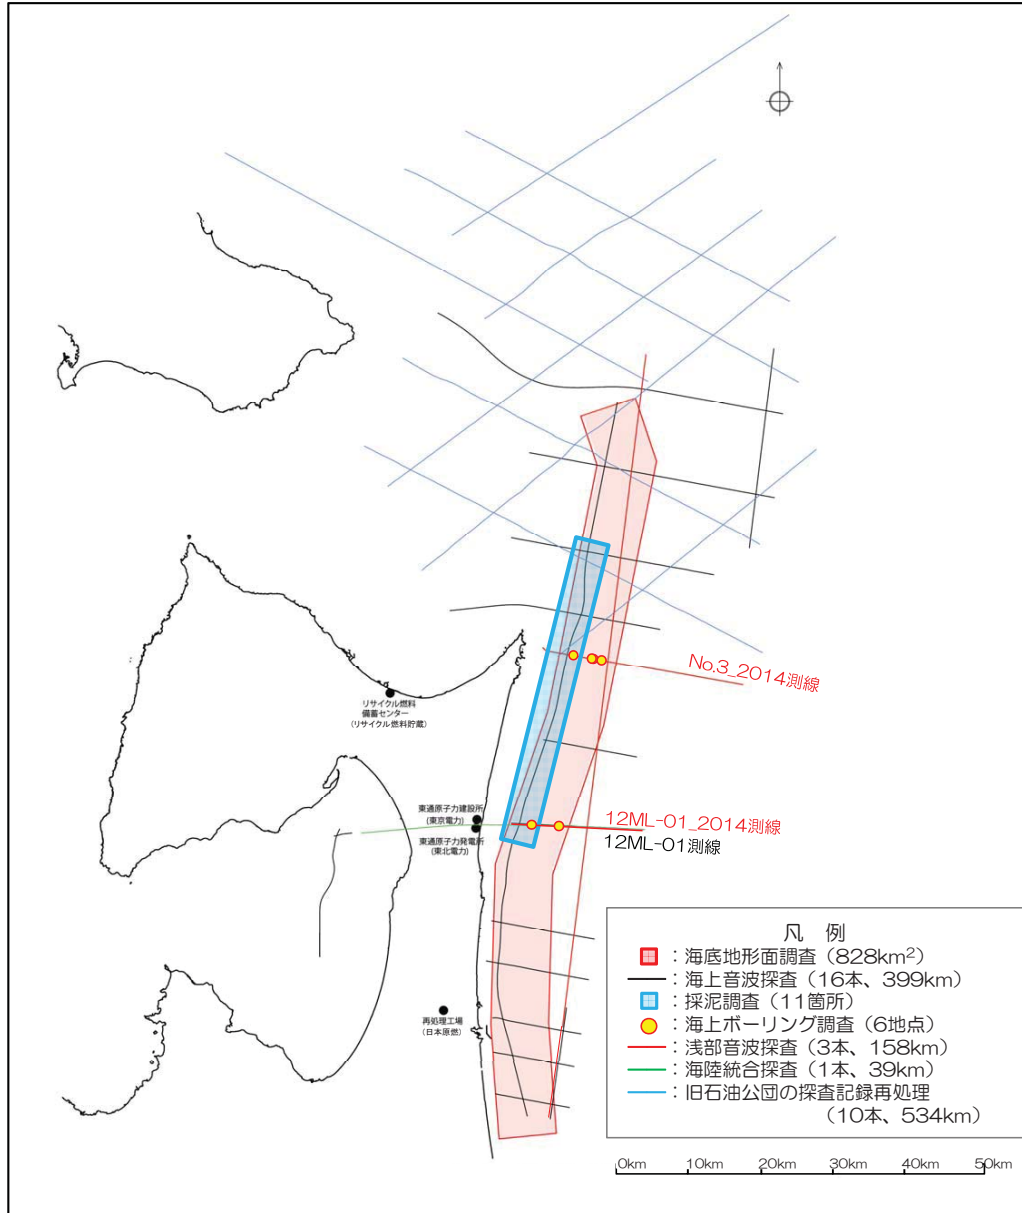 No.3_2014測線
リサイクル燃料
備蓄センター
(リサイクル燃料貯蔵)
東通原子力建設所
(東京電力)
東通原子力発電所
(東北電力)
12ML-01_2014測線
12ML-01測線
再処理工場
(日本原燃)
凡 例
：海底地形面調査（828km²）
：海上音波探査（16本、399km）
：採泥調査（11箇所）
：海上ボーリング調査（6地点）
：浅部音波探査（3本、158km）
：海陸統合探査（1本、39km）
：旧石油公団の探査記録再処理
（10本、534km）
0km 10km 20km 30km 40km 50km